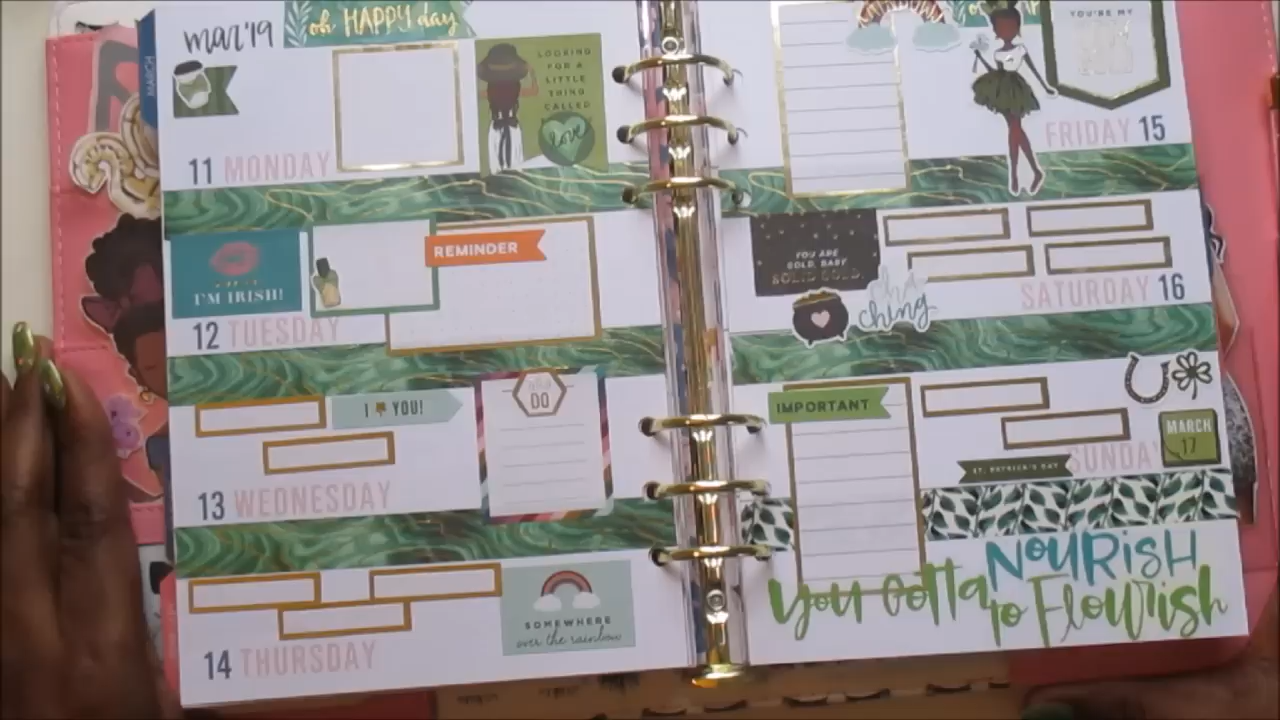 mar'19
oh HAPPY day
MARCH
LOOKING
FOR A
LITTLE
THING
CALLED
love
11 MONDAY
I'M IRISH!
REMINDER
12 TUESDAY
I YOU!
DO
13 WEDNESDAY
SOMEWHERE
over the rainbow
14 THURSDAY
YOU'RE MY
FRIDAY 15
YOU ARE
GOLD, BABY
SOLID GOLD.
cha
ching
SATURDAY 16
IMPORTANT
MARCH
17
ST. PATRICK'S DAY
SUNDAY
NOURISH
You Gotta
to Flourish